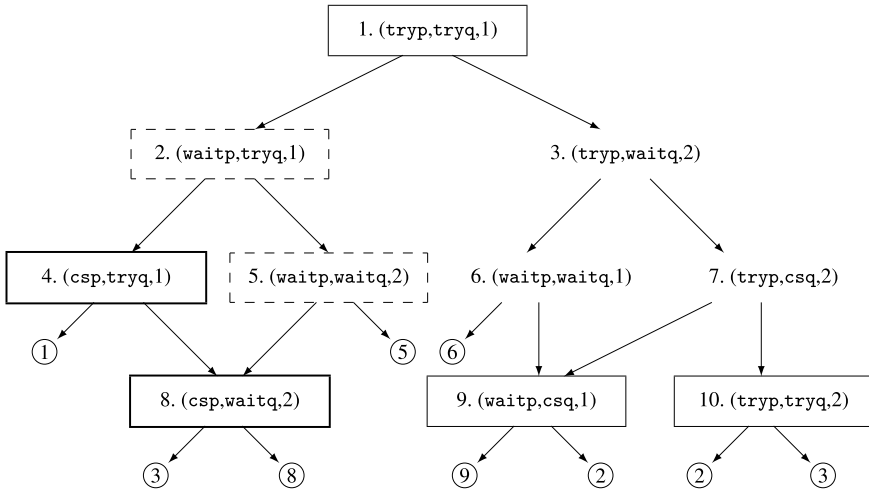 1. (tryp,tryq,1)
2. (waitp,tryq,1)
3. (tryp,waitq,2)
4. (csp,tryq,1)
5. (waitp,waitq,2)
6. (waitp,waitq,1)
7. (tryp,csq,2)
1
5
6
8. (csp,waitq,2)
9. (waitp,csq,1)
10. (tryp,tryq,2)
3
8
9
2
2
3